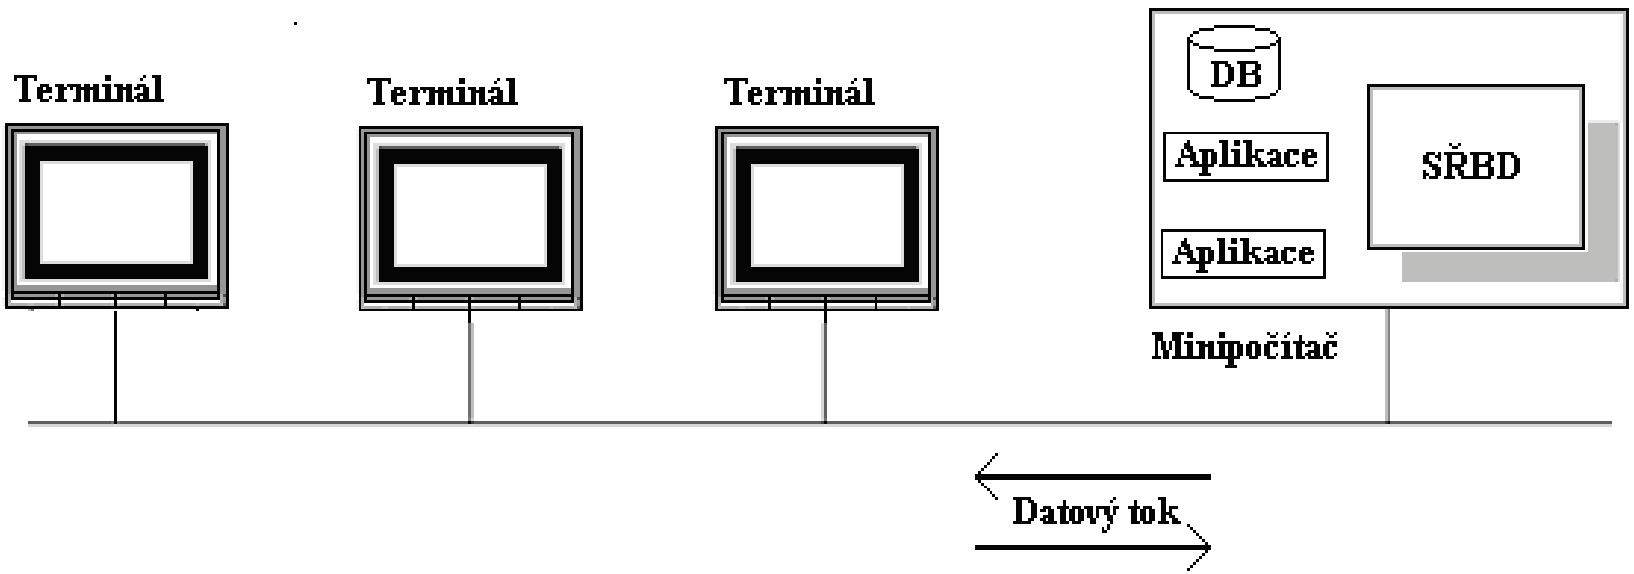 Terminál
Terminál
Terminál
DB
Aplikace
SŘBD
Aplikace
Minipočítač
Datový tok